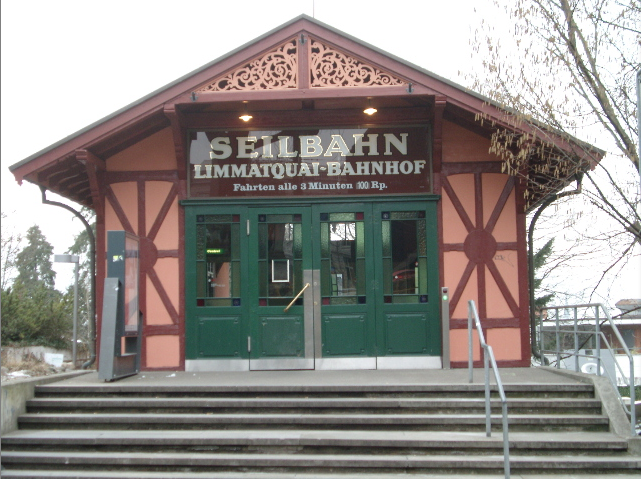 SEILBAHN
LIMMATQUAI-BAHNHOF
Fahrten alle 3 Minuten 100 Rp.